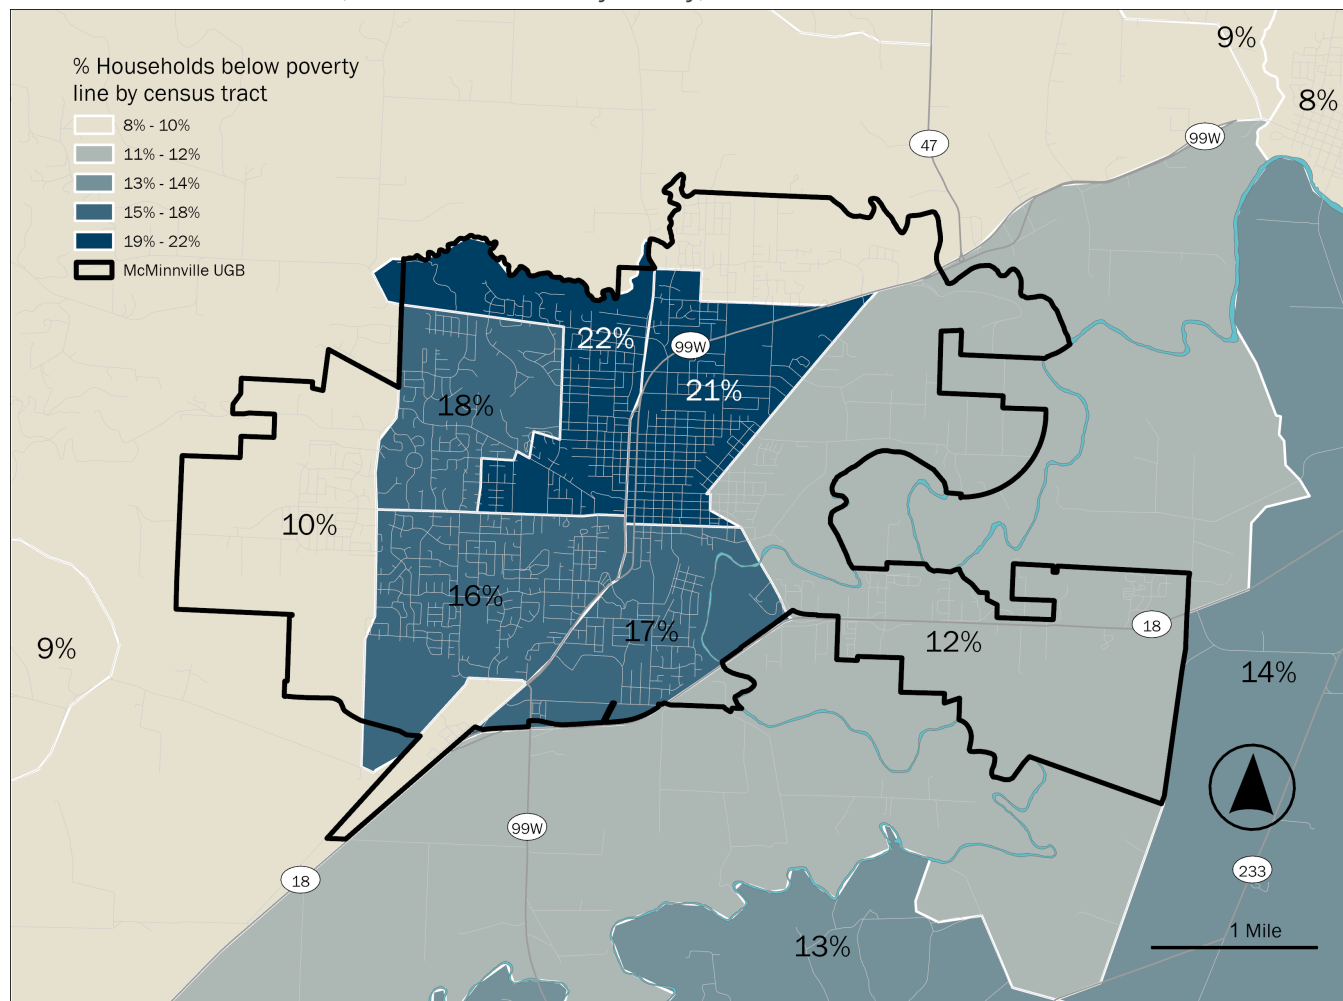 % Households below poverty
line by census tract
8% - 10%
11% - 12%
13% - 14%
15% - 18%
19% - 22%
McMinnville UGB
9%
8%
99W
47
22%
99W
21%
18%
10%
16%
17%
9%
12%
18
14%
99W
18
233
13%
1 Mile